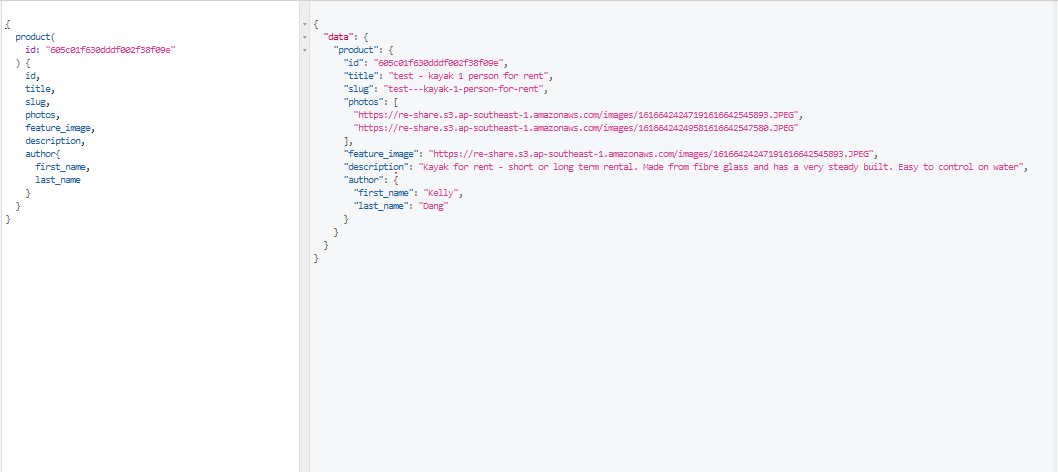 {
product(
id: "605c01f630dddf002f38f09e"
) {
id,
title,
slug,
photos,
feature_image,
description,
author{
first_name,
last_name
}
}
}
{
"data": {
"product": {
"id": "605c01f630dddf002f38f09e",
"title": "test - kayak 1 person for rent",
"slug": "test---kayak-1-person-for-rent",
"photos": [
"https://re-share.s3.ap-southeast-1.amazonaws.com/images/16166424247191616642545893.JPEG",
"https://re-share.s3.ap-southeast-1.amazonaws.com/images/16166424249581616642547580.JPEG"
],
"feature_image": "https://re-share.s3.ap-southeast-1.amazonaws.com/images/16166424247191616642545893.JPEG",
"description": "Kayak for rent - short or long term rental. Made from fibre glass and has a very steady built. Easy to control on water",
"author": {
"first_name": "Kelly",
"last_name": "Dang"
}
}
}
}